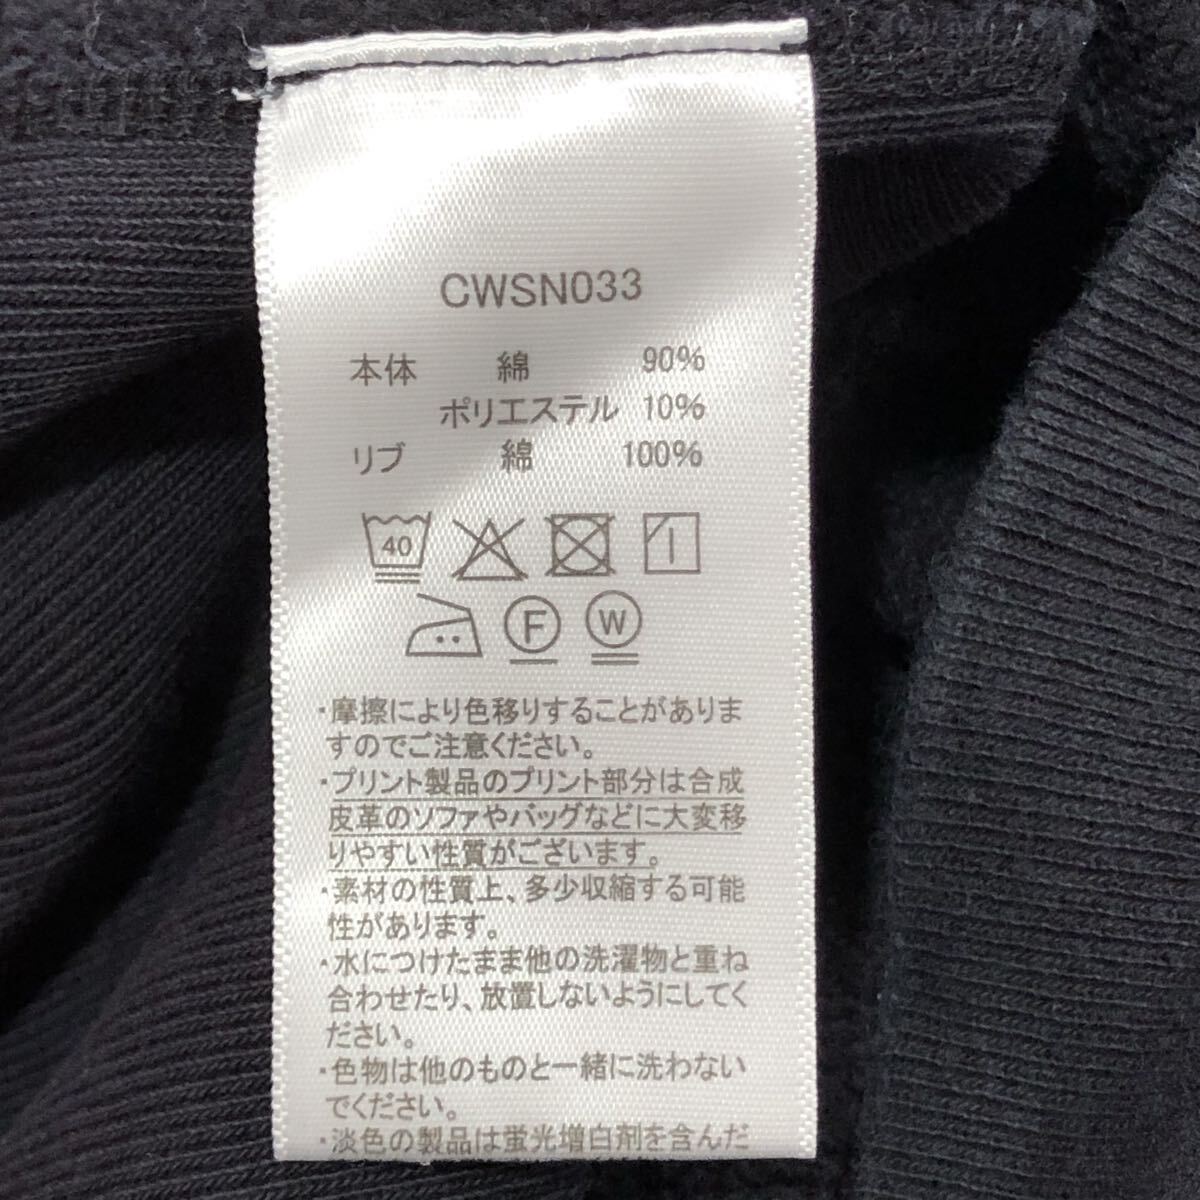 CWSN033
本体 綿 90%
ポリエステル 10%
リブ 綿 100%
40
F W
・摩擦により色移りすることがありま
すのでご注意ください。
・プリント製品のプリント部分は合成
皮革のソファやバッグなどに大変移
りやすい性質がございます。
・素材の性質上、多少収縮する可能
性があります。
・水につけたまま他の洗濯物と重ね
合わせたり、放置しないようにしてく
ださい。
・色物は他のものと一緒に洗わない
でください。
・淡色の製品は蛍光増白剤を含んだ